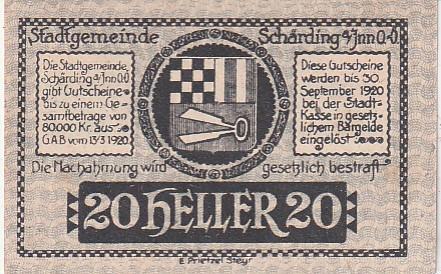 Stadtgemeinde Schärding a/Inn O.Ö
Die Stadtgemeinde
Schärding a/Inn O.Ö
gibt Gutscheine
bis zu einem Ge-
samtbetrage von
80000 Kr. aus.
G.A.B vom 13/3 1920
Diese Gutscheine
werden bis 30
September 1920
bei der Stadt-
Kasse in gesetz-
lichem Bargelde
eingelöst
Die Nachahmung wird gesetzlich bestraft
20 HELLER 20
E. Prietzel Steyr